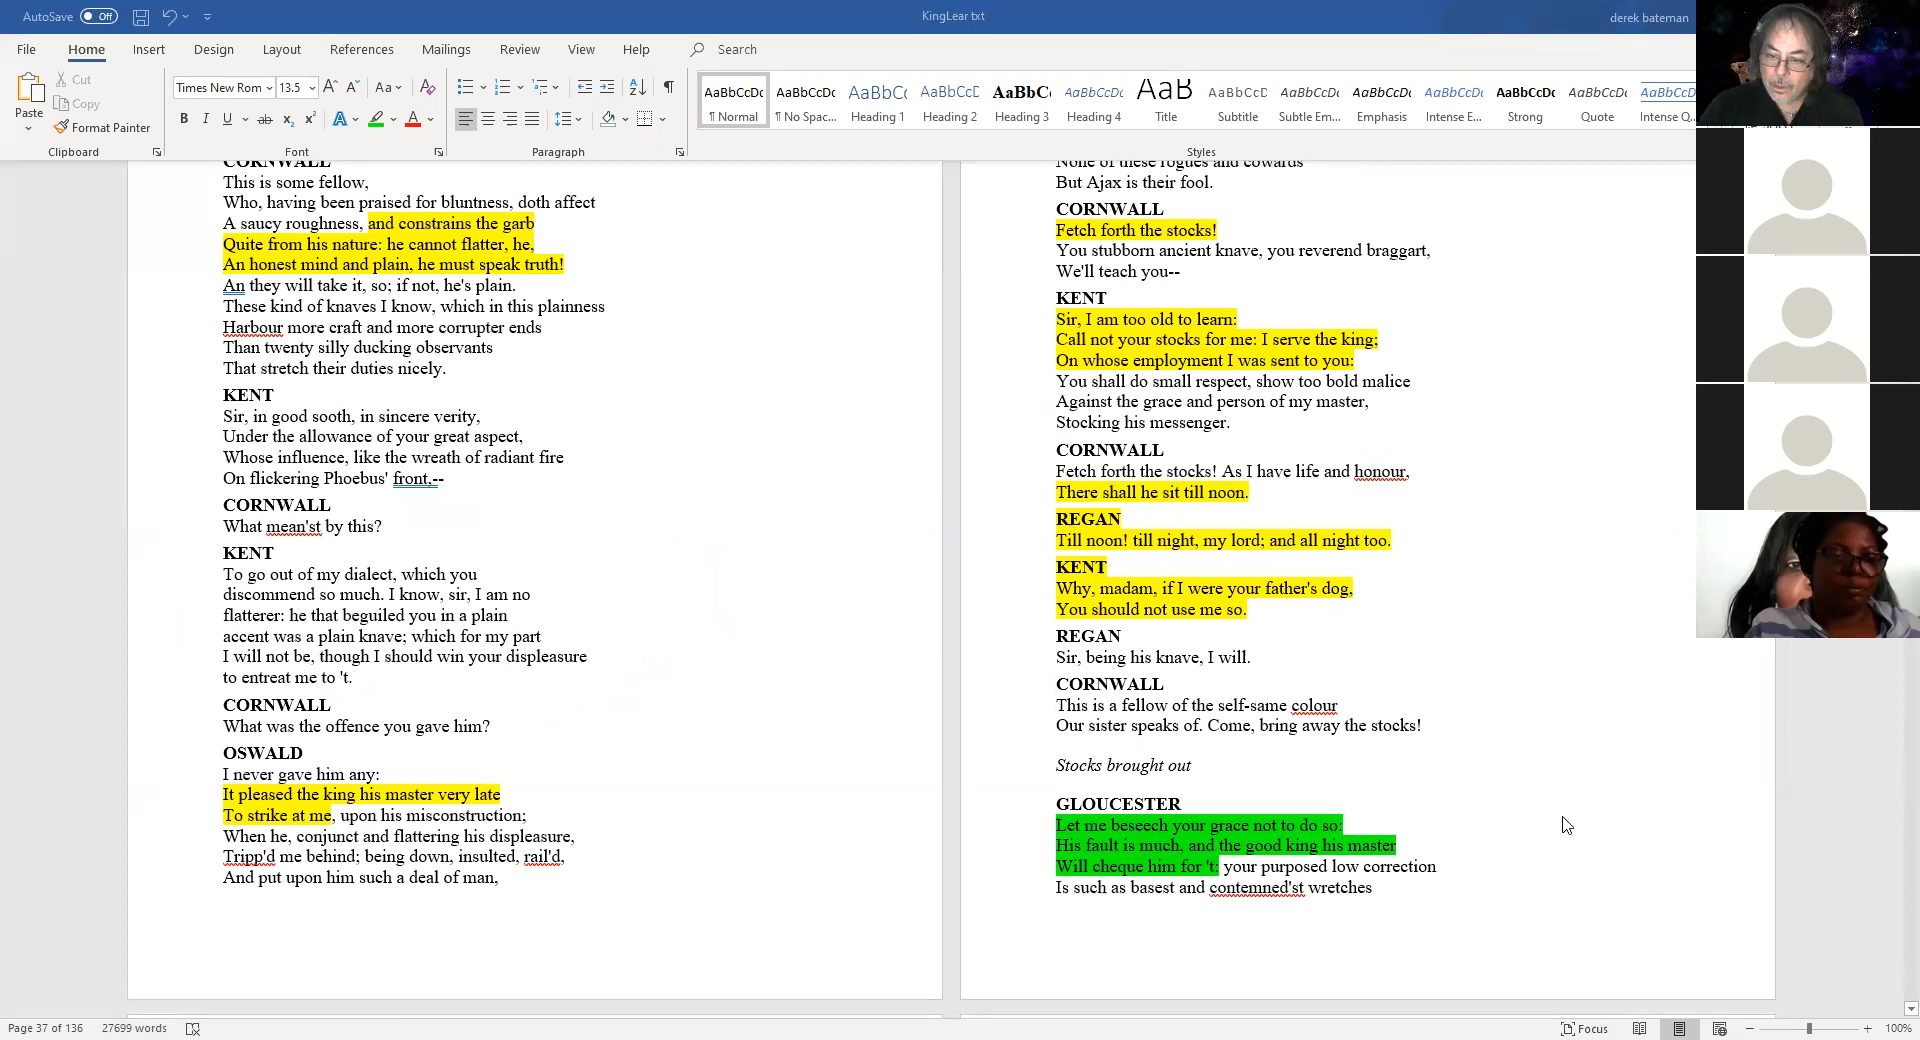 AutoSave Off
KingLear txt
derek bateman
File Home Insert Design Layout References Mailings Review View Help Search
Paste
Cut
Copy
Format Painter
Clipboard
Times New Rom 13.5
Font
Paragraph
AaBbCcDc AaBbCcDc AaBbC AaBbCcD AaBbC AaBbCcDc AaB AaBbCcD AaBbCcDc AaBbCcDc AaBbCcDc AaBbCcDc AaBbCcDc AaBbCcDc
¶ Normal ¶ No Spac... Heading 1 Heading 2 Heading 3 Heading 4 Title Subtitle Subtle Em... Emphasis Intense E... Strong Quote Intense Q...
Styles
CORNWALL
This is some fellow,
Who, having been praised for bluntness, doth affect
A saucy roughness, and constrains the garb
Quite from his nature: he cannot flatter, he,
An honest mind and plain, he must speak truth!
An they will take it, so; if not, he's plain.
These kind of knaves I know, which in this plainness
Harbour more craft and more corrupter ends
Than twenty silly ducking observants
That stretch their duties nicely.
KENT
Sir, in good sooth, in sincere verity,
Under the allowance of your great aspect,
Whose influence, like the wreath of radiant fire
On flickering Phoebus' front,--
CORNWALL
What mean'st by this?
KENT
To go out of my dialect, which you
discommend so much. I know, sir, I am no
flatterer: he that beguiled you in a plain
accent was a plain knave; which for my part
I will not be, though I should win your displeasure
to entreat me to 't.
CORNWALL
What was the offence you gave him?
OSWALD
I never gave him any:
It pleased the king his master very late
To strike at me, upon his misconstruction;
When he, conjunct and flattering his displeasure,
Tripp'd me behind; being down, insulted, rail'd,
And put upon him such a deal of man,
None of these rogues and cowards
But Ajax is their fool.
CORNWALL
Fetch forth the stocks!
You stubborn ancient knave, you reverend braggart,
We'll teach you--
KENT
Sir, I am too old to learn:
Call not your stocks for me: I serve the king;
On whose employment I was sent to you:
You shall do small respect, show too bold malice
Against the grace and person of my master,
Stocking his messenger.
CORNWALL
Fetch forth the stocks! As I have life and honour,
There shall he sit till noon.
REGAN
Till noon! till night, my lord; and all night too.
KENT
Why, madam, if I were your father's dog,
You should not use me so.
REGAN
Sir, being his knave, I will.
CORNWALL
This is a fellow of the self-same colour
Our sister speaks of. Come, bring away the stocks!
Stocks brought out
GLOUCESTER
Let me beseech your grace not to do so:
His fault is much, and the good king his master
Will cheque him for 't: your purposed low correction
Is such as basest and contemned'st wretches
Page 37 of 136 27699 words
Focus
100%